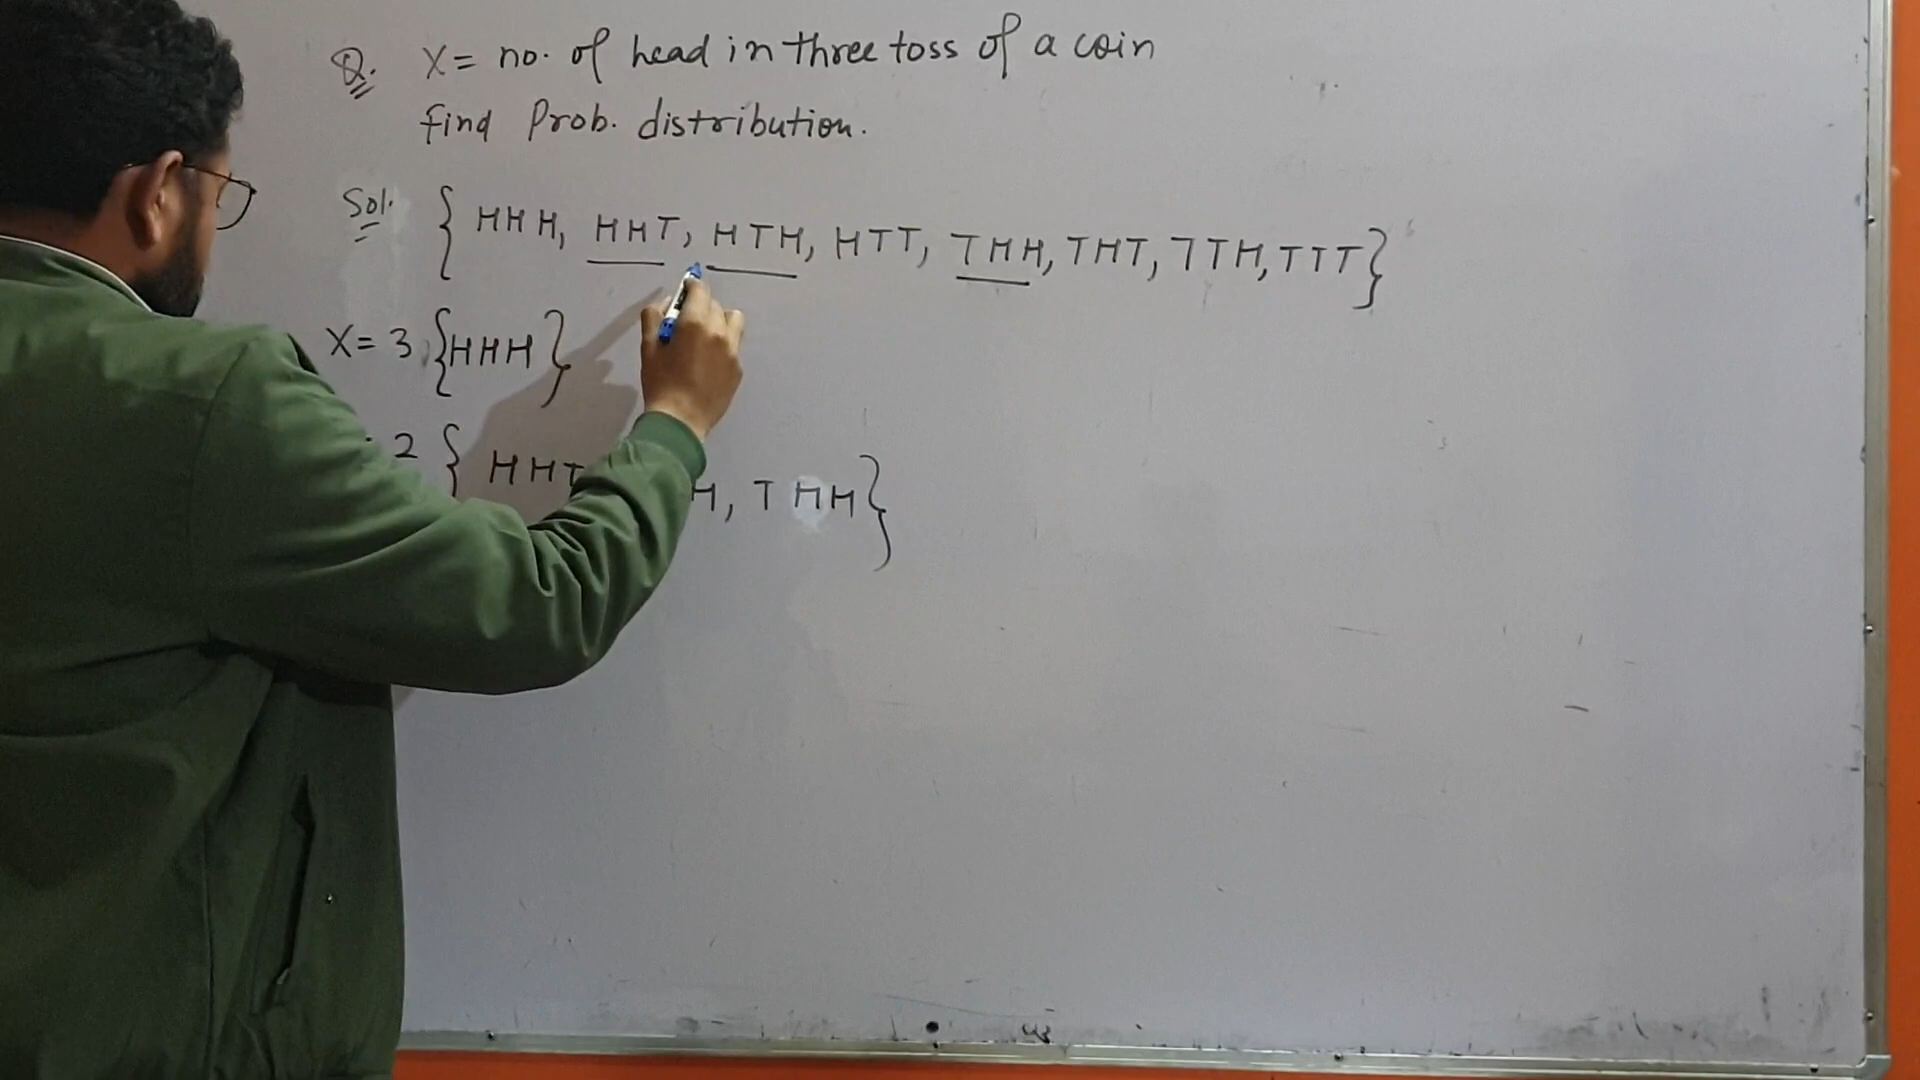 Q. X = no. of head in three toss of a coin
find Prob. distribution.
Sol. { HHH, HHT, HTH, HTT, THH, THT, TTH, TTT }
X = 3 {HHH}
2 { HHT H, THH }